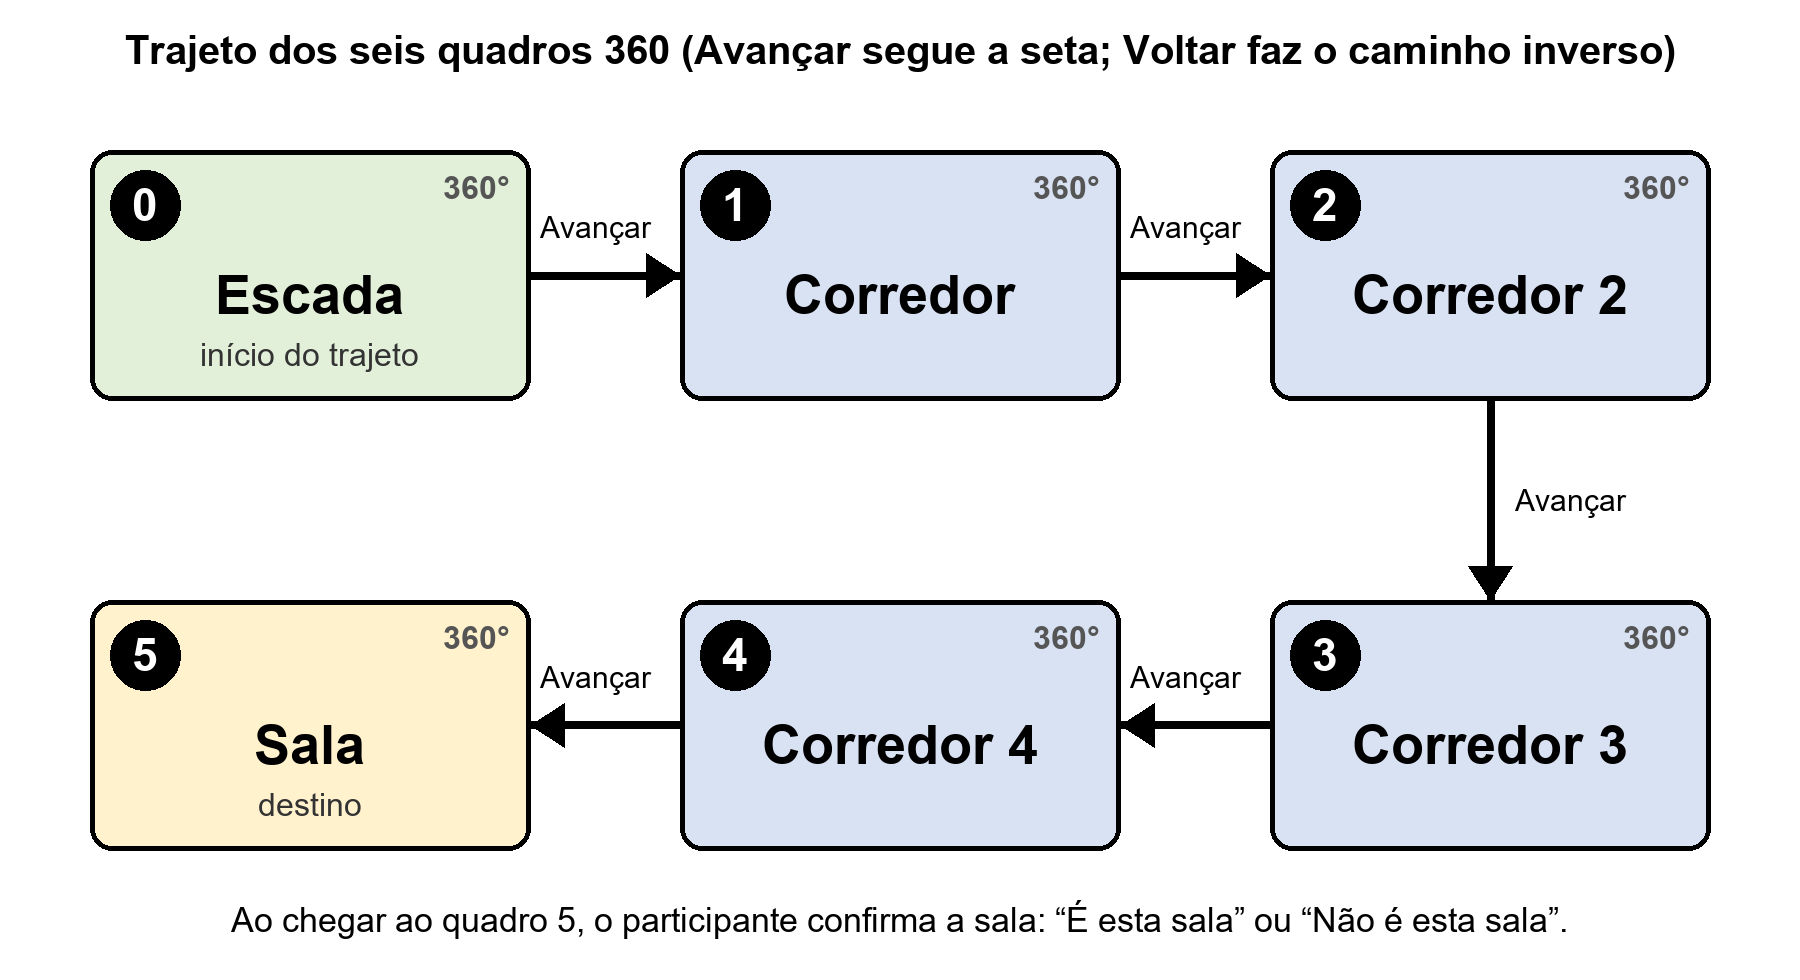 Trajeto dos seis quadros 360 (Avançar segue a seta; Voltar faz o caminho inverso)
0
360°
Escada
início do trajeto
Avançar
1
360°
Corredor
Avançar
2
360°
Corredor 2
Avançar
3
360°
Corredor 3
Avançar
4
360°
Corredor 4
Avançar
5
360°
Sala
destino
Ao chegar ao quadro 5, o participante confirma a sala: “É esta sala” ou “Não é esta sala”.